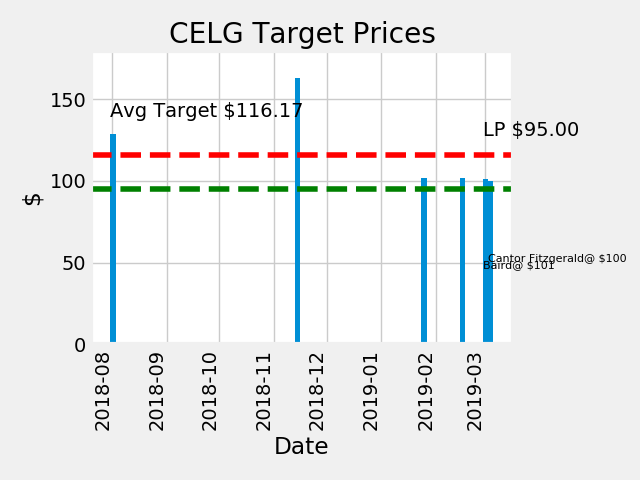 CELG Target Prices
Avg Target $116.17
LP $95.00
Cantor Fitzgerald@ $100
Baird@ $101
$
150
100
50
0
2018-08
2018-09
2018-10
2018-11
2018-12
2019-01
2019-02
2019-03
Date